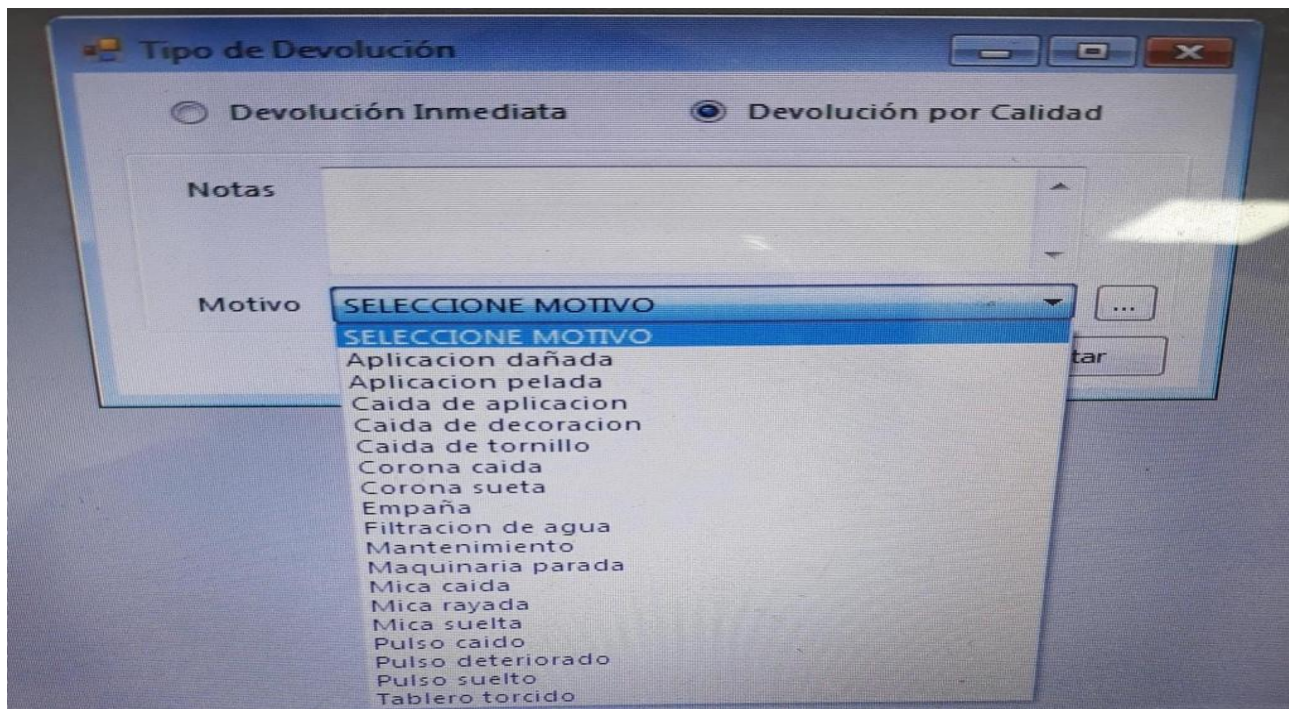 Tipo de Devolución
Devolución Inmediata Devolución por Calidad
Notas
Motivo SELECCIONE MOTIVO ...
SELECCIONE MOTIVO
tar
Aplicacion dañada
Aplicacion pelada
Caida de aplicacion
Caida de decoracion
Caida de tornillo
Corona caida
Corona sueta
Empaña
Filtracion de agua
Mantenimiento
Maquinaria parada
Mica caida
Mica rayada
Mica suelta
Pulso caido
Pulso deteriorado
Pulso suelto
Tablero torcido